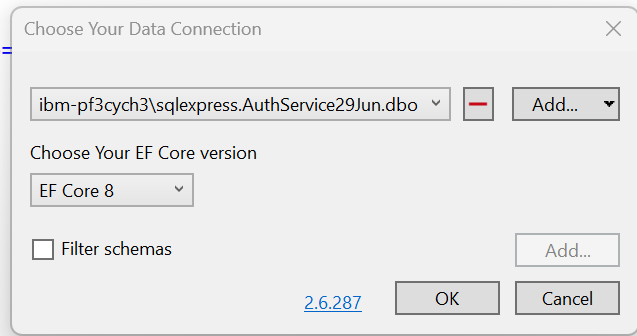 Choose Your Data Connection
=
ibm-pf3cych3\sqlexpress.AuthService29Jun.dbo
Add...
Choose Your EF Core version
EF Core 8
Filter schemas
Add...
2.6.287
OK
Cancel